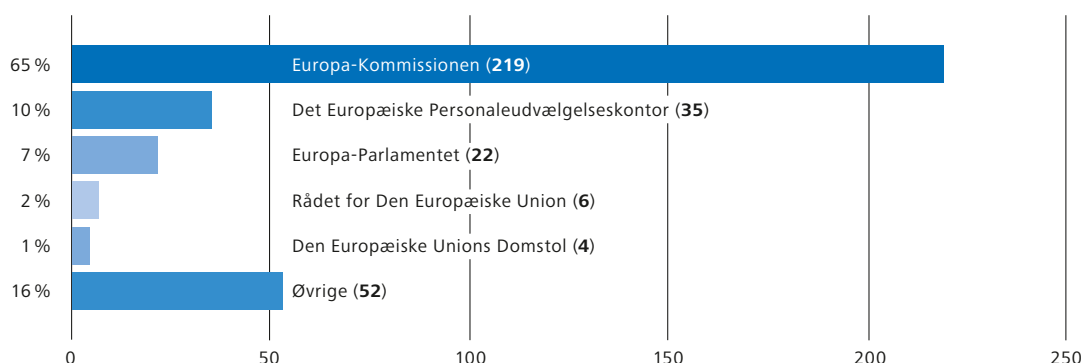 65 % Europa-Kommissionen (219)
10 % Det Europæiske Personaleudvælgelseskontor (35)
7 % Europa-Parlamentet (22)
2 % Rådet for Den Europæiske Union (6)
1 % Den Europæiske Unions Domstol (4)
16 % Øvrige (52)
0 50 100 150 200 250